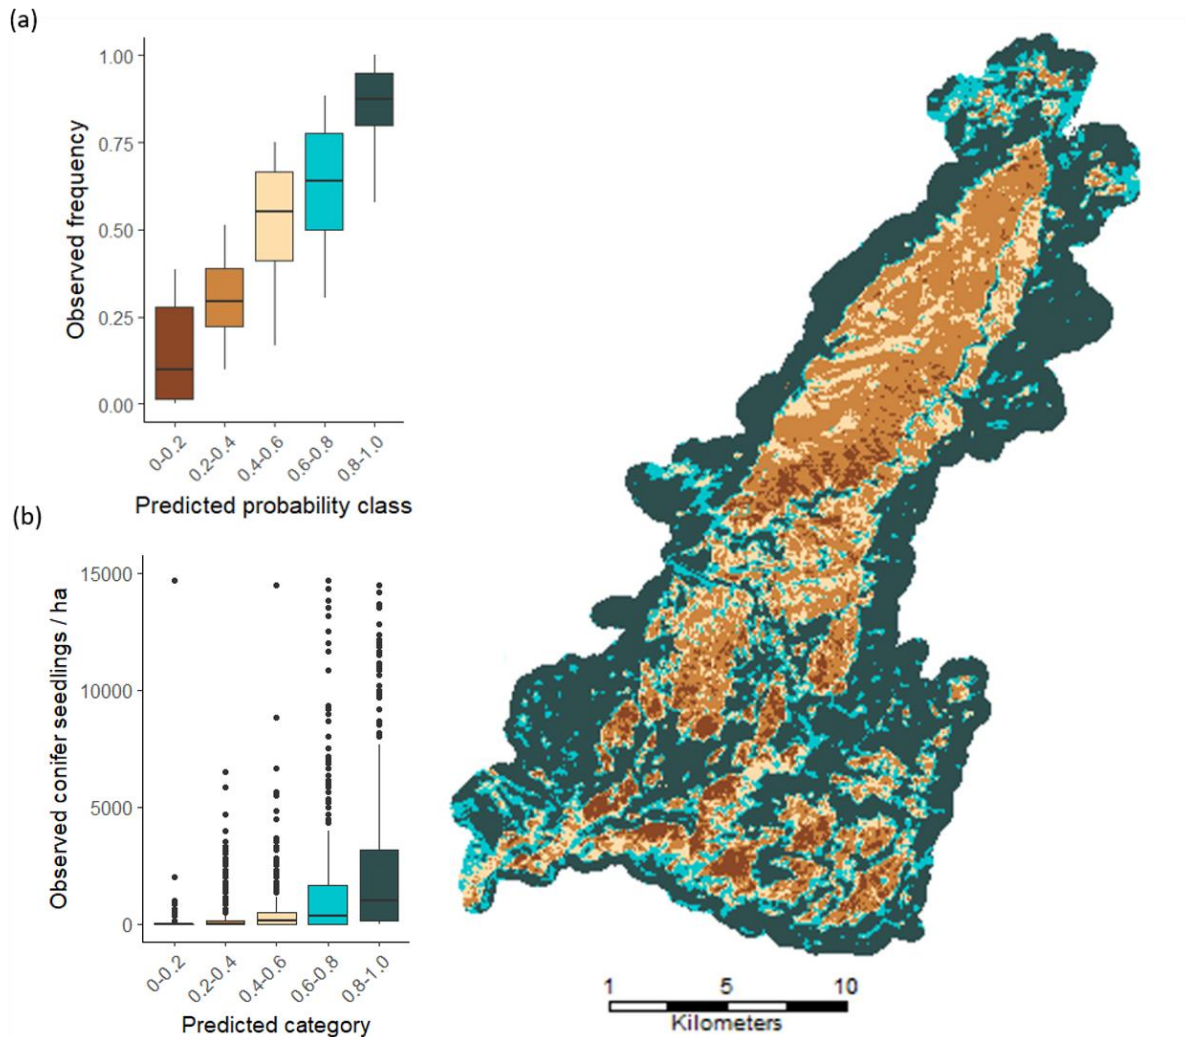 (a)
1.00
0.75
0.50
0.25
0.00
Observed frequency
0-0.2
0.2-0.4
0.4-0.6
0.6-0.8
0.8-1.0
Predicted probability class
(b)
15000
10000
5000
0
Observed conifer seedlings / ha
0-0.2
0.2-0.4
0.4-0.6
0.6-0.8
0.8-1.0
Predicted category
1 5 10
Kilometers